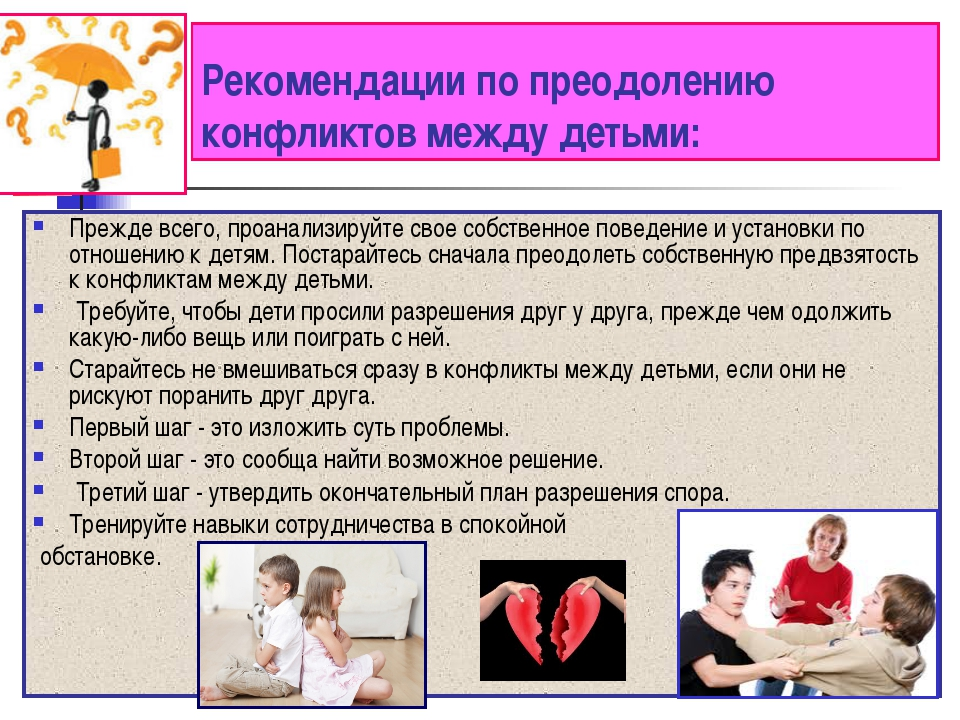 Рекомендации по преодолению
конфликтов между детьми:
Прежде всего, проанализируйте свое собственное поведение и установки по
отношению к детям. Постарайтесь сначала преодолеть собственную предвзятость
к конфликтам между детьми.
Требуйте, чтобы дети просили разрешения друг у друга, прежде чем одолжить
какую-либо вещь или поиграть с ней.
Старайтесь не вмешиваться сразу в конфликты между детьми, если они не
рискуют поранить друг друга.
Первый шаг - это изложить суть проблемы.
Второй шаг - это сообща найти возможное решение.
Третий шаг - утвердить окончательный план разрешения спора.
Тренируйте навыки сотрудничества в спокойной
обстановке.